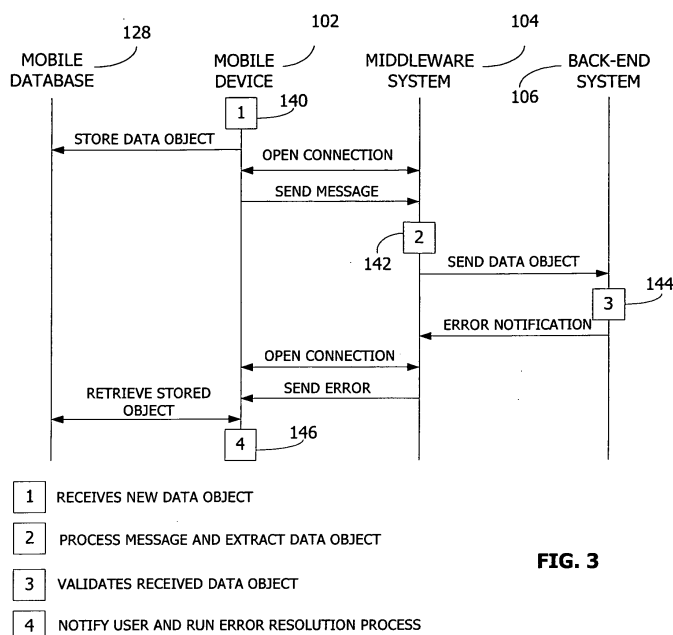 128
102
104
MOBILE DATABASE
MOBILE DEVICE
MIDDLEWARE SYSTEM
BACK-END SYSTEM
106
1
140
STORE DATA OBJECT
OPEN CONNECTION
SEND MESSAGE
2
142
SEND DATA OBJECT
144
3
ERROR NOTIFICATION
OPEN CONNECTION
SEND ERROR
RETRIEVE STORED
OBJECT
4
146
1 RECEIVES NEW DATA OBJECT
2 PROCESS MESSAGE AND EXTRACT DATA OBJECT
FIG. 3
3 VALIDATES RECEIVED DATA OBJECT
4 NOTIFY USER AND RUN ERROR RESOLUTION PROCESS